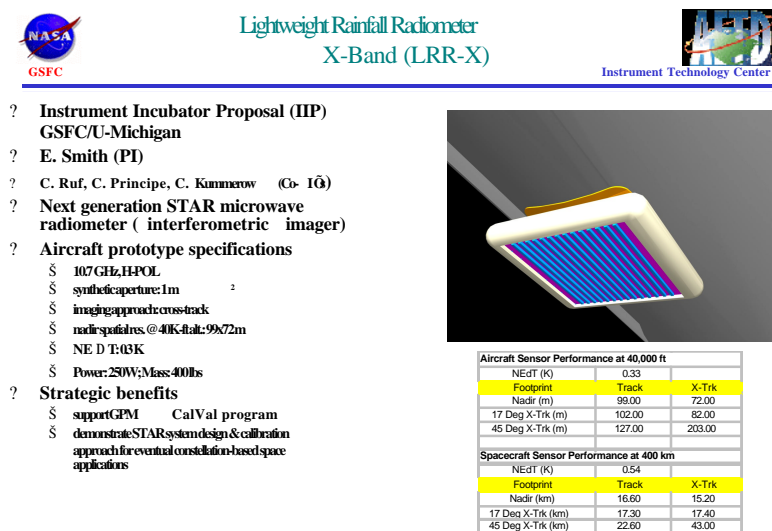 NASA
GSFC
Lightweight Rainfall Radiometer
X-Band (LRR-X)
AETD
Instrument Technology Center
? Instrument Incubator Proposal (IIP)
GSFC/U-Michigan
? E. Smith (PI)
? C. Ruf, C. Principe, C. Kummerow (Co- IÕs)
? Next generation STAR microwave
radiometer ( interferometric imager)
? Aircraft prototype specifications
Š 10.7 GHz, H-POL
Š synthetic aperture: 1 m 2
Š imaging approach: cross-track
Š nadir spatial res. @ 40K-ft alt.: 99x72 m
Š NE D T: 0.3 K
Š Power: 250W; Mass: 400 lbs
? Strategic benefits
Š support GPM CalVal program
Š demonstrate STAR system design & calibration
approach for eventual constellation-based space
applications
Aircraft Sensor Performance at 40,000 ft
NEdT (K) 0.33
Footprint Track X-Trk
Nadir (m) 99.00 72.00
17 Deg X-Trk (m) 102.00 82.00
45 Deg X-Trk (m) 127.00 203.00
Spacecraft Sensor Performance at 400 km
NEdT (K) 0.54
Footprint Track X-Trk
Nadir (km) 16.60 15.20
17 Deg X-Trk (km) 17.30 17.40
45 Deg X-Trk (km) 22.60 43.00